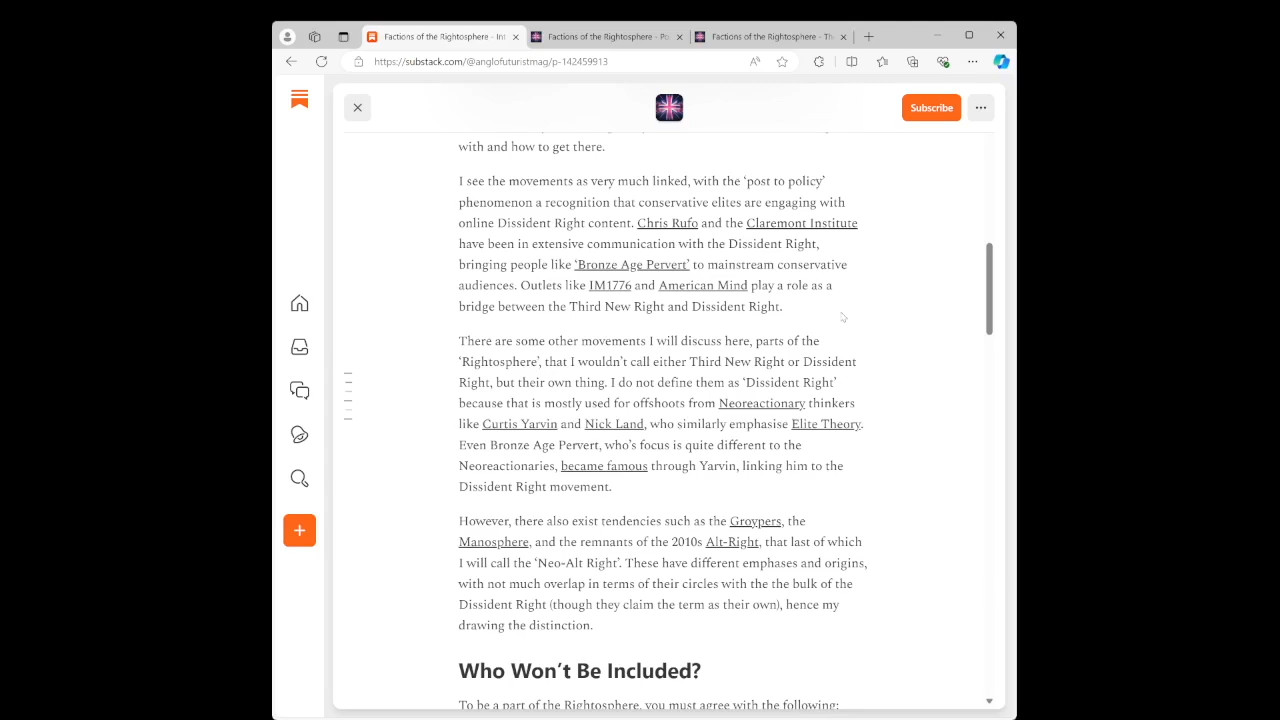 Factions of the Rightosphere - Int
Factions of the Rightosphere - Po
Factions of the Rightosphere - Th
https://substack.com/@anglofuturistmag/p-142459913
Subscribe
with and how to get there.
I see the movements as very much linked, with the ‘post to policy’
phenomenon a recognition that conservative elites are engaging with
online Dissident Right content. Chris Rufo and the Claremont Institute
have been in extensive communication with the Dissident Right,
bringing people like ‘Bronze Age Pervert’ to mainstream conservative
audiences. Outlets like IM1776 and American Mind play a role as a
bridge between the Third New Right and Dissident Right.
There are some other movements I will discuss here, parts of the
‘Rightosphere’, that I wouldn’t call either Third New Right or Dissident
Right, but their own thing. I do not define them as ‘Dissident Right’
because that is mostly used for offshoots from Neoreactionary thinkers
like Curtis Yarvin and Nick Land, who similarly emphasise Elite Theory.
Even Bronze Age Pervert, who’s focus is quite different to the
Neoreactionaries, became famous through Yarvin, linking him to the
Dissident Right movement.
However, there also exist tendencies such as the Groypers, the
Manosphere, and the remnants of the 2010s Alt-Right, that last of which
I will call the ‘Neo-Alt Right’. These have different emphases and origins,
with not much overlap in terms of their circles with the the bulk of the
Dissident Right (though they claim the term as their own), hence my
drawing the distinction.
Who Won’t Be Included?
To be a part of the Rightosphere, you must agree with the following: